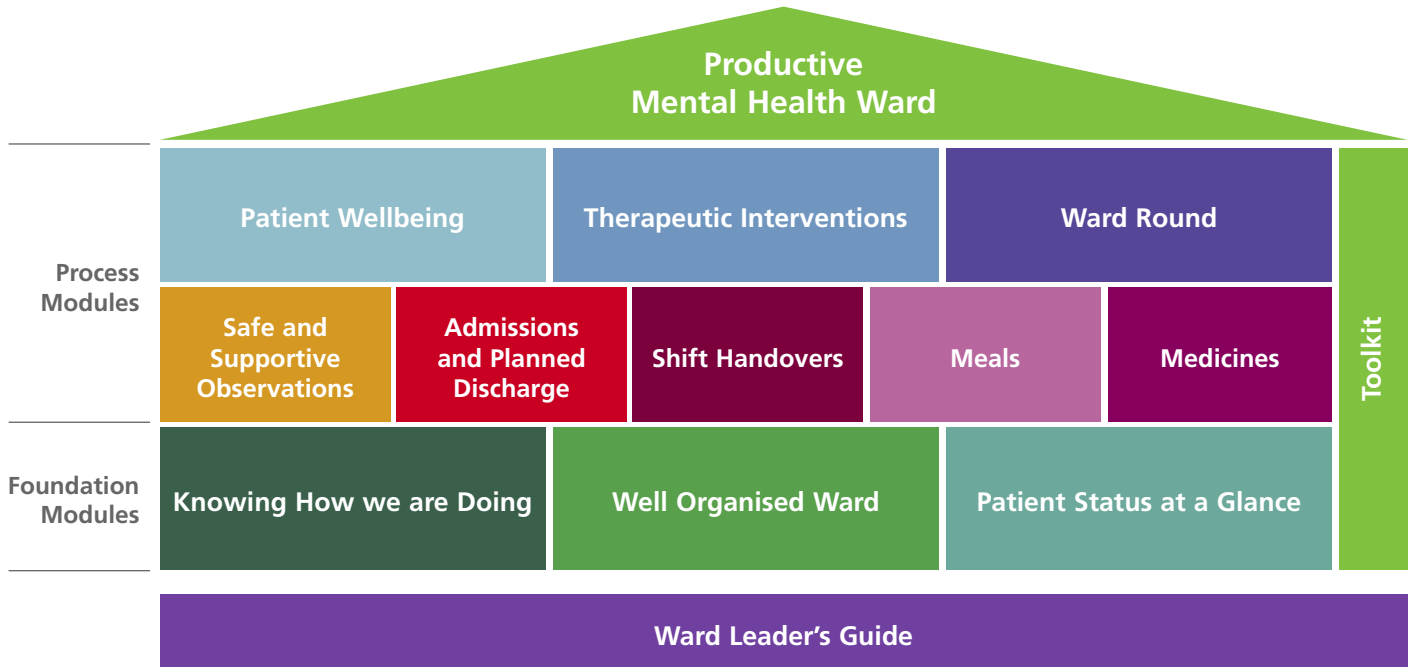 Productive
Mental Health Ward
Process
Modules
Patient Wellbeing
Therapeutic Interventions
Ward Round
Safe and
Supportive
Observations
Admissions
and Planned
Discharge
Shift Handovers
Meals
Medicines
Toolkit
Foundation
Modules
Knowing How we are Doing
Well Organised Ward
Patient Status at a Glance
Ward Leader's Guide